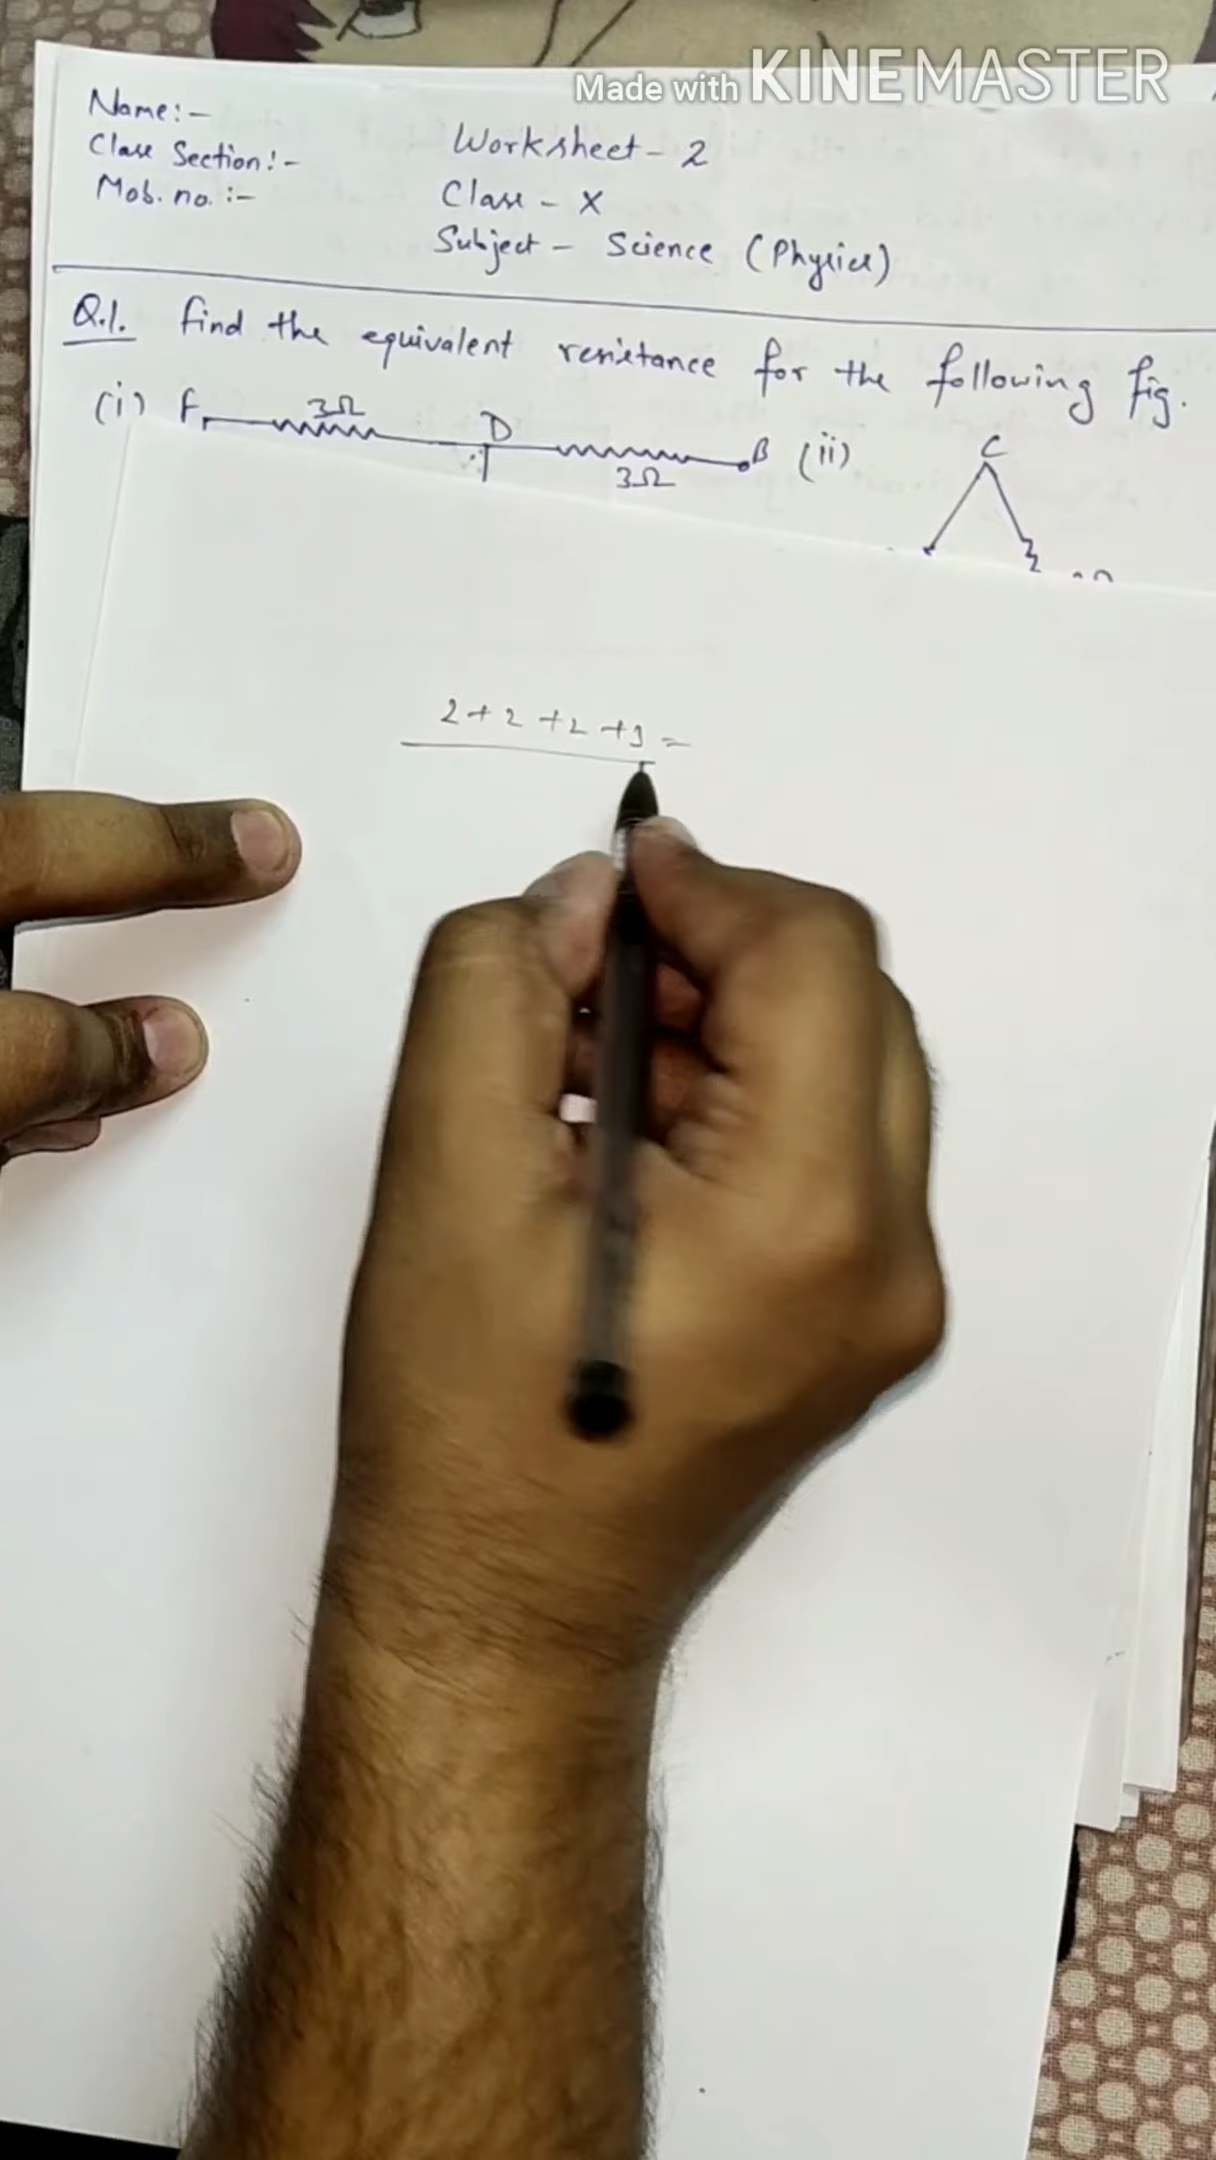 Made with KINEMASTER
Name:-
Class Section:-
Mob. no. :-
Worksheet - 2
Class - X
Subject - Science (Physics)
Q.1. find the equivalent resistance for the following fig.
(i) F 3Ω D 3Ω B (ii) C
2+2+2+3=